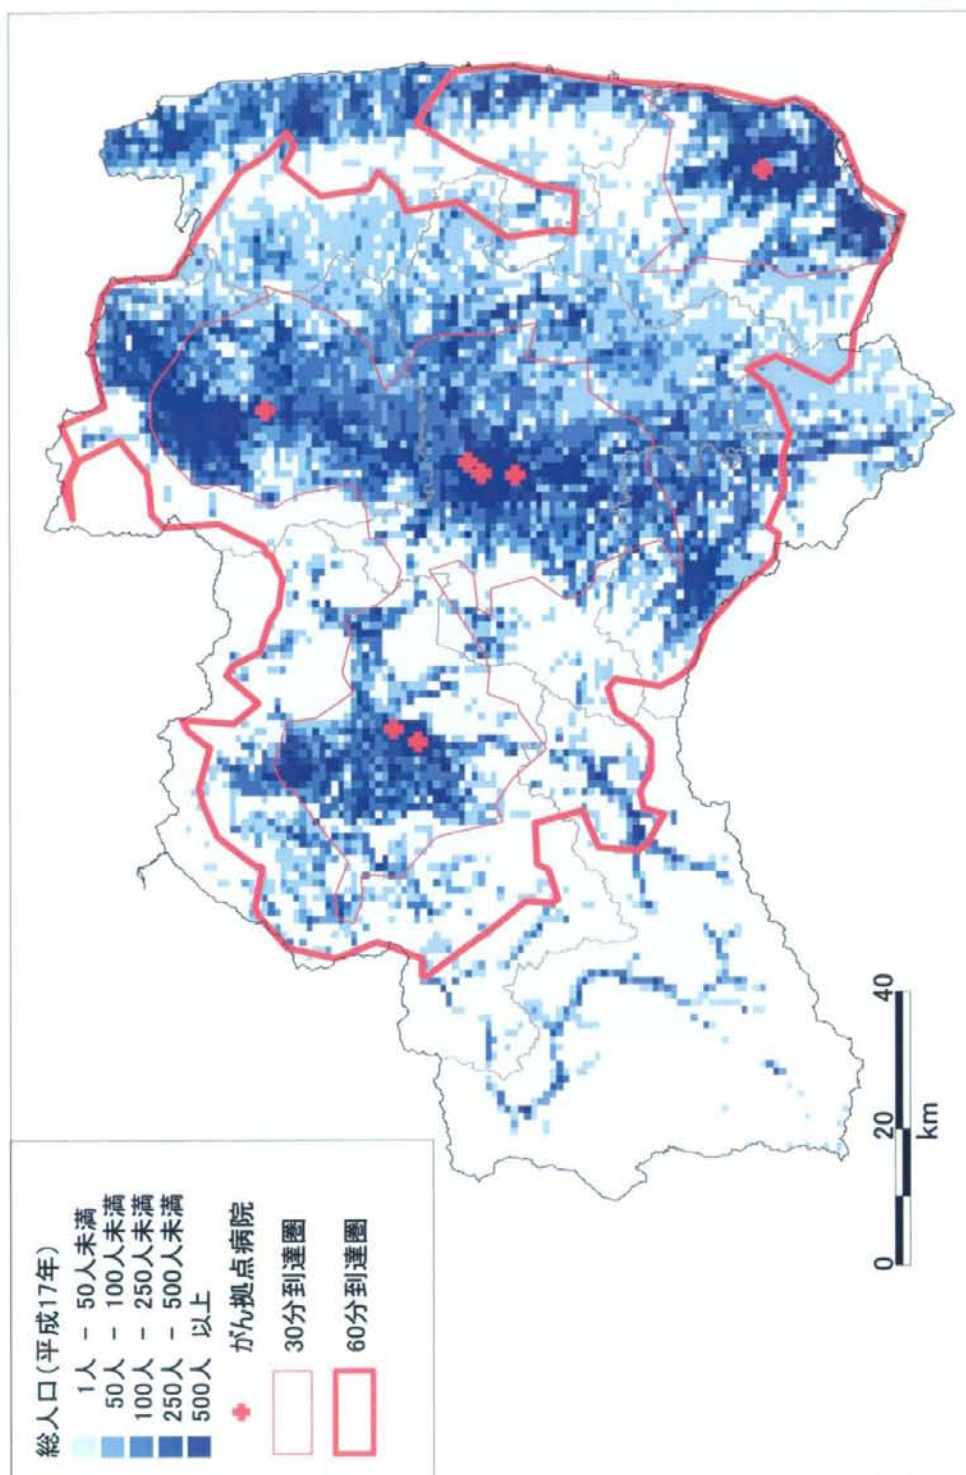 総人口(平成17年)
1人 － 50人未満
50人 － 100人未満
100人 － 250人未満
250人 － 500人未満
500人 以上
がん拠点病院
30分到達圏
60分到達圏
0 20 40
km